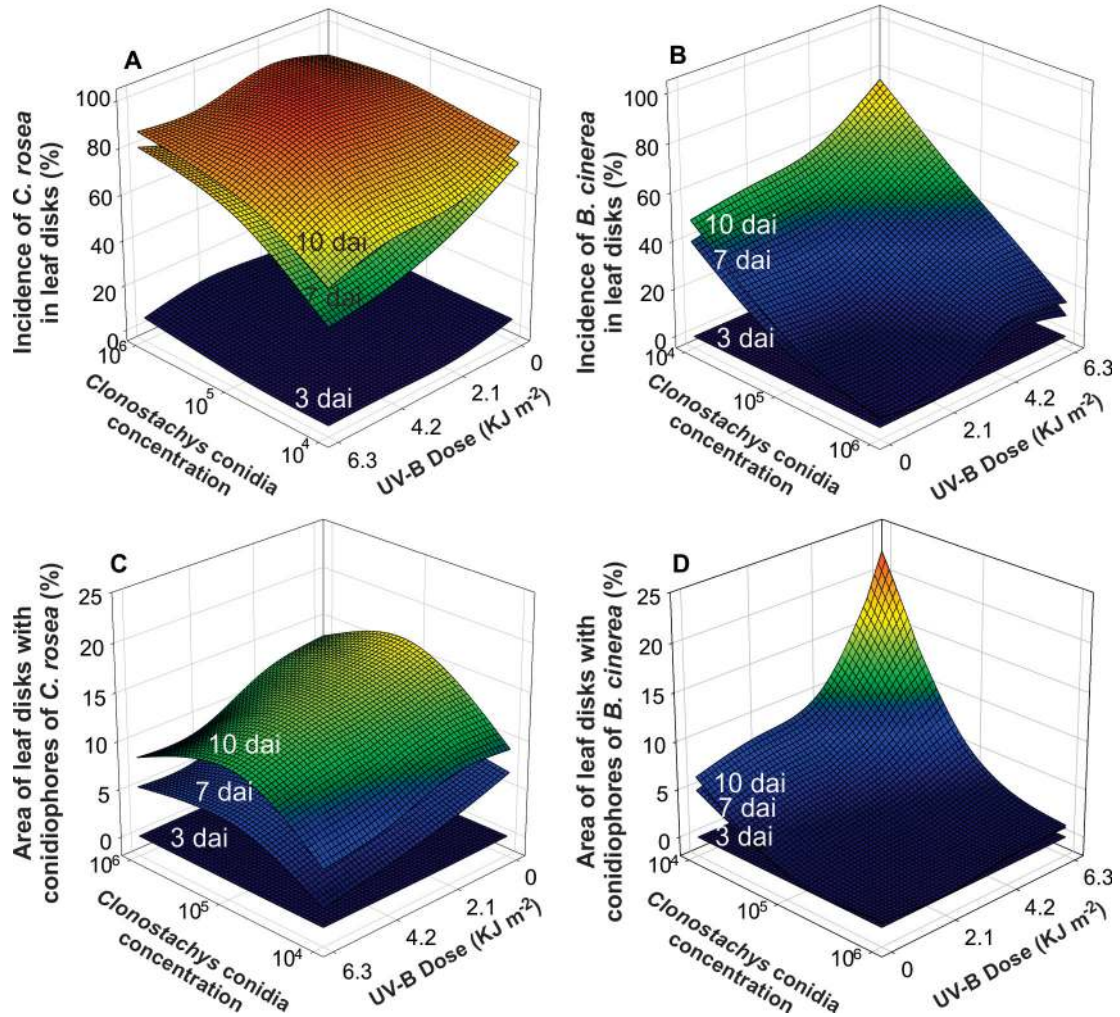 A
Incidence of C. rosea
in leaf disks (%)
100
80
60
40
20
0
10 dai
7 dai
3 dai
10⁶
10⁵
10⁴
Clonostachys conidia
concentration
6.3
4.2
2.1
0
UV-B Dose (KJ m⁻²)
B
Incidence of B. cinerea
in leaf disks (%)
100
80
60
40
20
0
10 dai
7 dai
3 dai
10⁴
10⁵
10⁶
Clonostachys conidia
concentration
0
2.1
4.2
6.3
UV-B Dose (KJ m⁻²)
C
Area of leaf disks with
conidiophores of C. rosea (%)
25
20
15
10
5
0
10 dai
7 dai
3 dai
10⁶
10⁵
10⁴
Clonostachys conidia
concentration
6.3
4.2
2.1
0
UV-B Dose (KJ m⁻²)
D
Area of leaf disks with
conidiophores of B. cinerea (%)
25
20
15
10
5
0
10 dai
7 dai
3 dai
10⁴
10⁵
10⁶
Clonostachys conidia
concentration
0
2.1
4.2
6.3
UV-B Dose (KJ m⁻²)